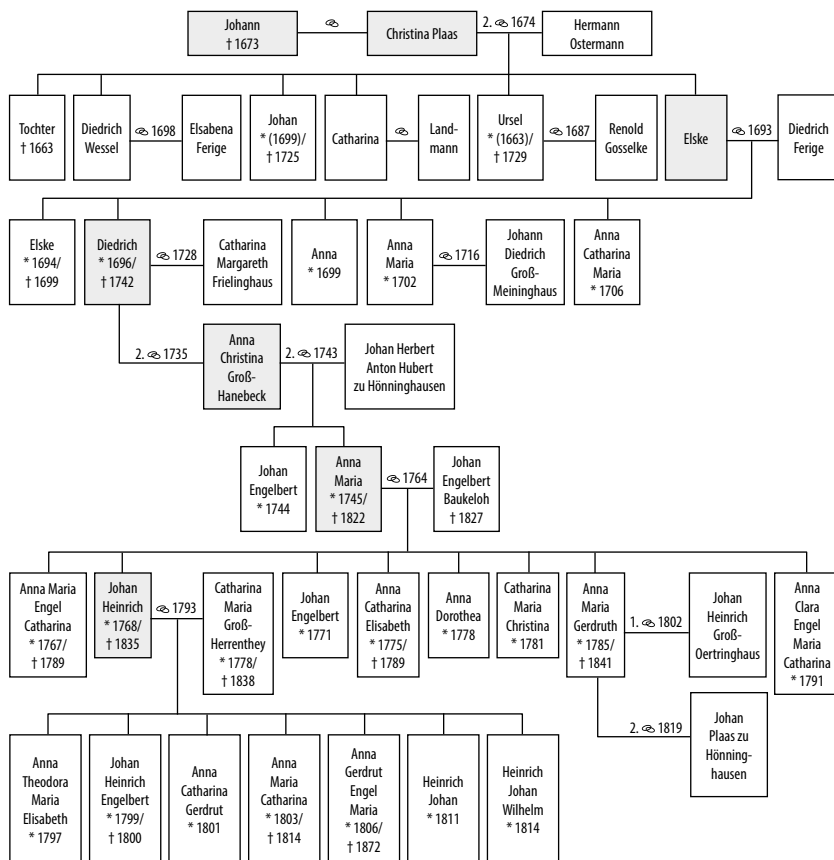 Johann
† 1673
⚭
Christina Plaas
2. ⚭ 1674
Hermann
Ostermann
Tochter
† 1663
Diedrich
Wessel
⚭ 1698
Elsabena
Ferige
Johan
* (1699)/
† 1725
Catharina
⚭
Land-
mann
Ursel
* (1663)/
† 1729
⚭ 1687
Renold
Gosselke
Elske
⚭ 1693
Diedrich
Ferige
Elske
* 1694/
† 1699
Diedrich
* 1696/
† 1742
⚭ 1728
Catharina
Margareth
Frielinghaus
Anna
* 1699
Anna
Maria
* 1702
⚭ 1716
Johann
Diedrich
Groß-
Meininghaus
Anna
Catharina
Maria
* 1706
2. ⚭ 1735
Anna
Christina
Groß-
Hanebeck
2. ⚭ 1743
Johan Herbert
Anton Hubert
zu Hönninghausen
Johan
Engelbert
* 1744
Anna
Maria
* 1745/
† 1822
⚭ 1764
Johan
Engelbert
Baukeloh
† 1827
Anna Maria
Engel
Catharina
* 1767/
† 1789
Johan
Heinrich
* 1768/
† 1835
⚭ 1793
Catharina
Maria
Groß-
Herrenthey
* 1778/
† 1838
Johan
Engelbert
* 1771
Anna
Catharina
Elisabeth
* 1775/
† 1789
Anna
Dorothea
* 1778
Catharina
Maria
Christina
* 1781
Anna
Maria
Gerdruth
* 1785/
† 1841
1. ⚭ 1802
Johan
Heinrich
Groß-
Oertringhaus
Anna
Clara
Engel
Maria
Catharina
* 1791
2. ⚭ 1819
Johan
Plaas zu
Hönning-
hausen
Anna
Theodora
Maria
Elisabeth
* 1797
Johan
Heinrich
Engelbert
* 1799/
† 1800
Anna
Catharina
Gerdrut
* 1801
Anna
Maria
Catharina
* 1803/
† 1814
Anna
Gerdrut
Engel
Maria
* 1806/
† 1872
Heinrich
Johan
* 1811
Heinrich
Johan
Wilhelm
* 1814